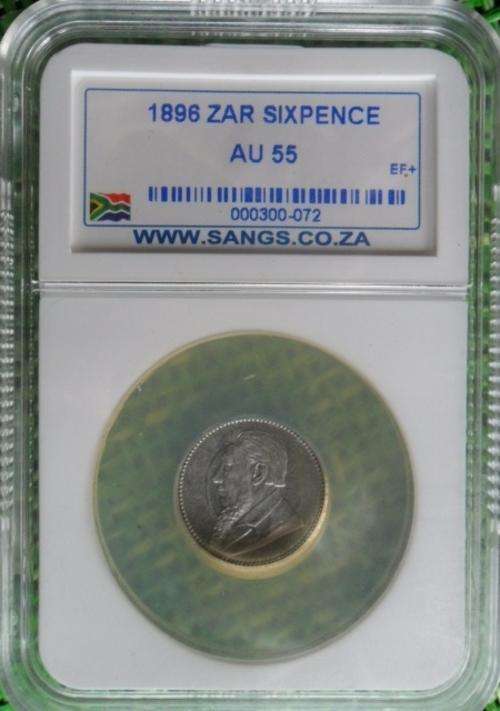 1896 ZAR SIXPENCE
AU 55
EF+
000300-072
WWW.SANGS.CO.ZA